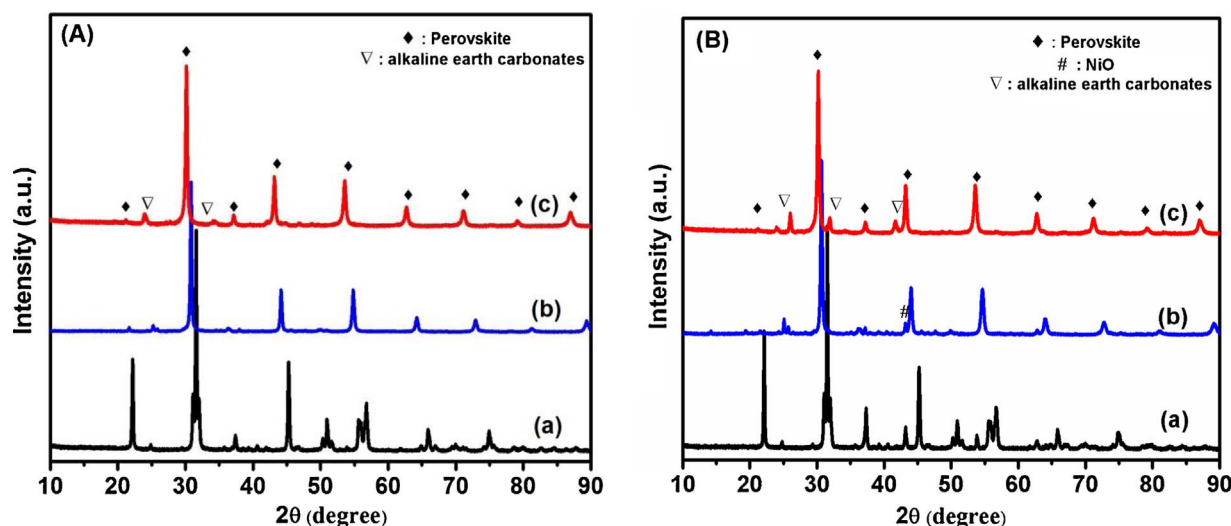 (A)
♦ : Perovskite
▽ : alkaline earth carbonates
♦
♦
▽
▽
♦
♦
♦
♦
♦
♦
♦
(c)
(b)
(a)
Intensity (a.u.)
10 20 30 40 50 60 70 80 90
2θ (degree)
(B)
♦ : Perovskite
# : NiO
▽ : alkaline earth carbonates
♦
♦
▽
▽
♦
▽
♦
♦
♦
♦
♦
♦
(c)
#
(b)
(a)
Intensity (a.u.)
10 20 30 40 50 60 70 80 90
2θ (degree)